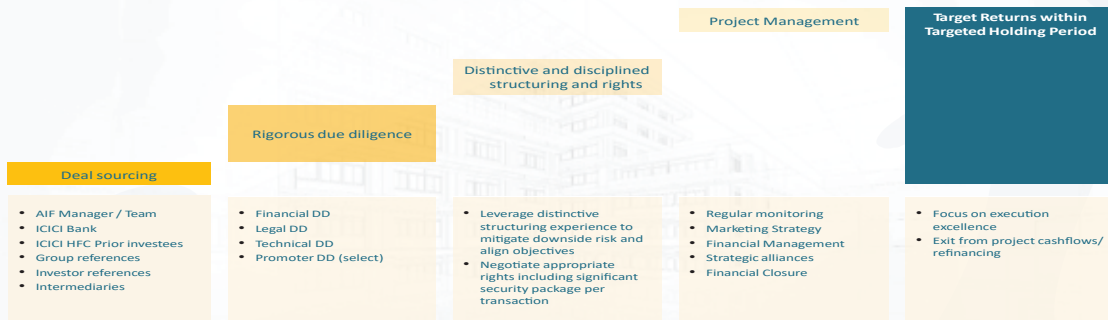 Project Management
Target Returns within
Targeted Holding Period
Distinctive and disciplined
structuring and rights
Rigorous due diligence
Deal sourcing
• AIF Manager / Team
• ICICI Bank
• ICICI HFC Prior investees
• Group references
• Investor references
• Intermediaries
• Financial DD
• Legal DD
• Technical DD
• Promoter DD (select)
• Leverage distinctive
structuring experience to
mitigate downside risk and
align objectives
• Negotiate appropriate
rights including significant
security package per
transaction
• Regular monitoring
• Marketing Strategy
• Financial Management
• Strategic alliances
• Financial Closure
• Focus on execution
excellence
• Exit from project cashflows/
refinancing